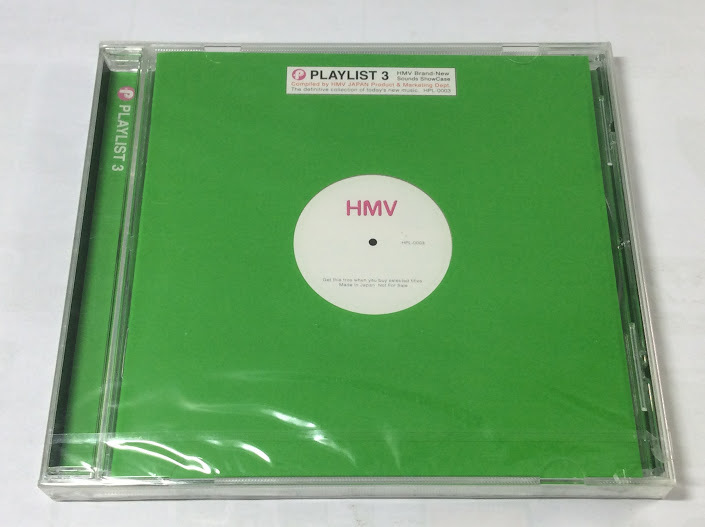 PLAYLIST 3
HMV Brand-New
Sounds ShowCase
Compiled by HMV JAPAN Product & Marketing Dept.
The definitive collection of today's new music. HPL-0003
PLAYLIST 3
HMV
HPL-0003
Get this free when you buy selected titles
Made in Japan Not For Sale